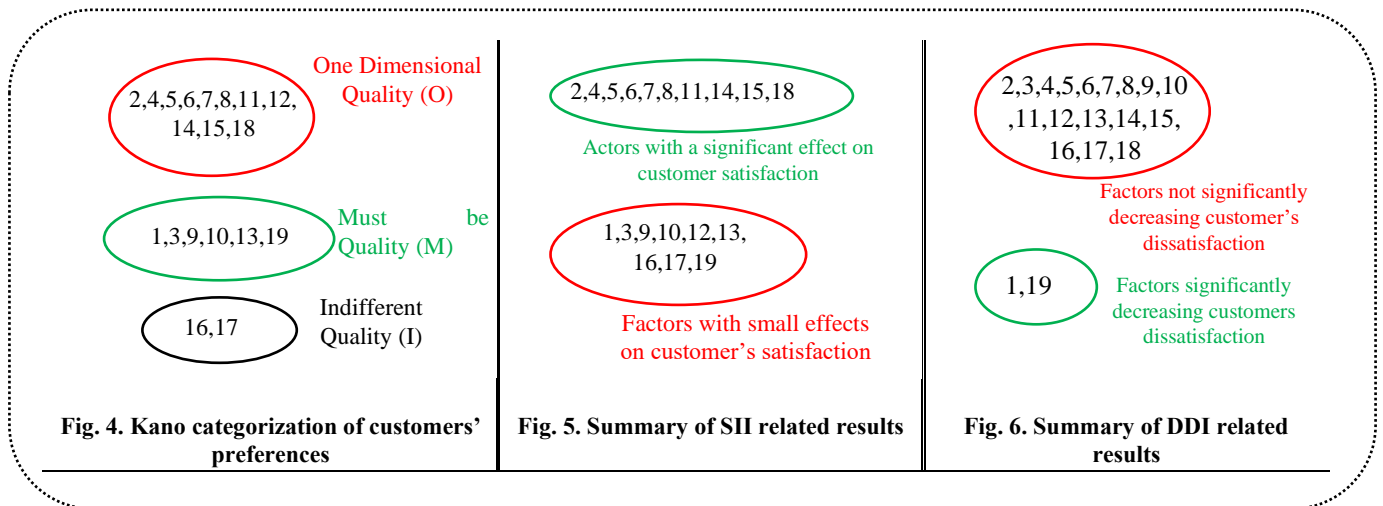 2,4,5,6,7,8,11,12,
14,15,18
One Dimensional
Quality (O)
1,3,9,10,13,19
Must be
Quality (M)
16,17
Indifferent
Quality (I)
Fig. 4. Kano categorization of customers’
preferences
2,4,5,6,7,8,11,14,15,18
Actors with a significant effect on
customer satisfaction
1,3,9,10,12,13,
16,17,19
Factors with small effects
on customer’s satisfaction
Fig. 5. Summary of SII related results
2,3,4,5,6,7,8,9,10
,11,12,13,14,15,
16,17,18
Factors not significantly
decreasing customer’s
dissatisfaction
1,19
Factors significantly
decreasing customers
dissatisfaction
Fig. 6. Summary of DDI related
results